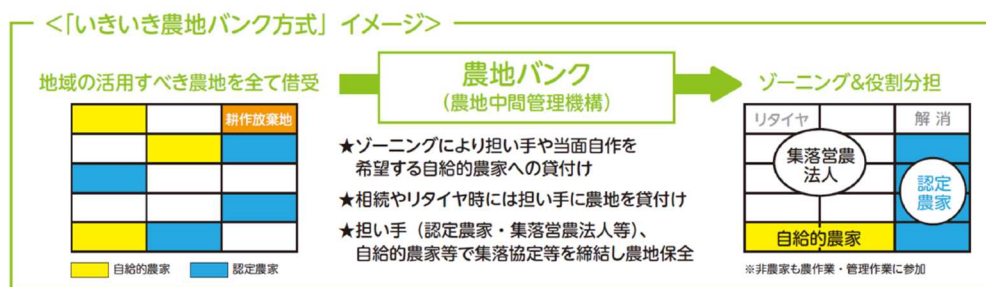 <「いきいき農地バンク方式」イメージ>
地域の活用すべき農地を全て借受
耕作放棄地
自給的農家
認定農家
農地バンク
(農地中間管理機構)
★ゾーニングにより担い手や当面自作を
希望する自給的農家への貸付け
★相続やリタイヤ時には担い手に農地を貸付け
★担い手(認定農家・集落営農法人等)、
自給的農家等で集落協定等を締結し農地保全
ゾーニング&役割分担
リタイヤ
解消
集落営農
法人
認定
農家
自給的農家
※非農家も農作業・管理作業に参加